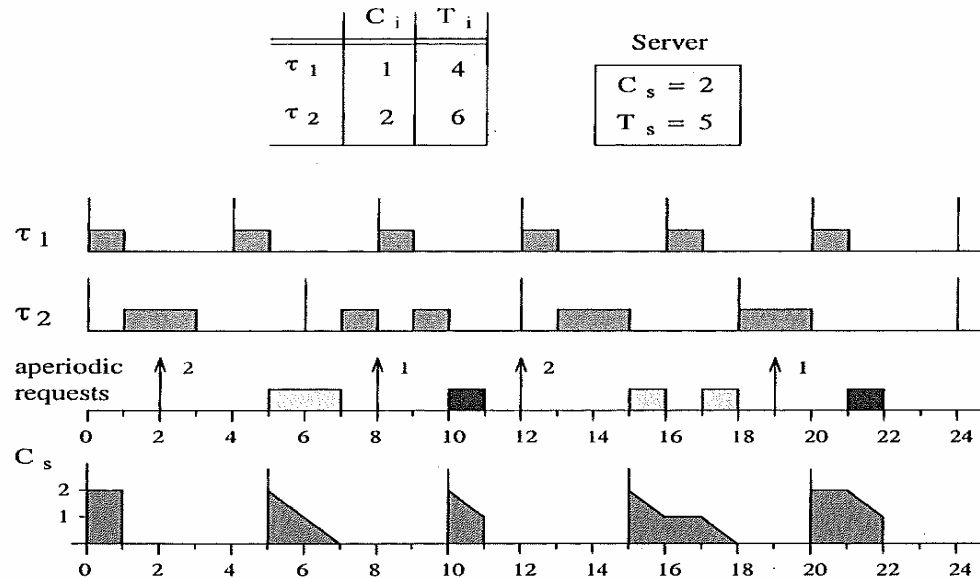 C i T i
τ 1 1 4
τ 2 2 6
Server
C s = 2
T s = 5
τ 1
τ 2
aperiodic
requests
2 1 2 1
0 2 4 6 8 10 12 14 16 18 20 22 24
C s
2
1
0 2 4 6 8 10 12 14 16 18 20 22 24